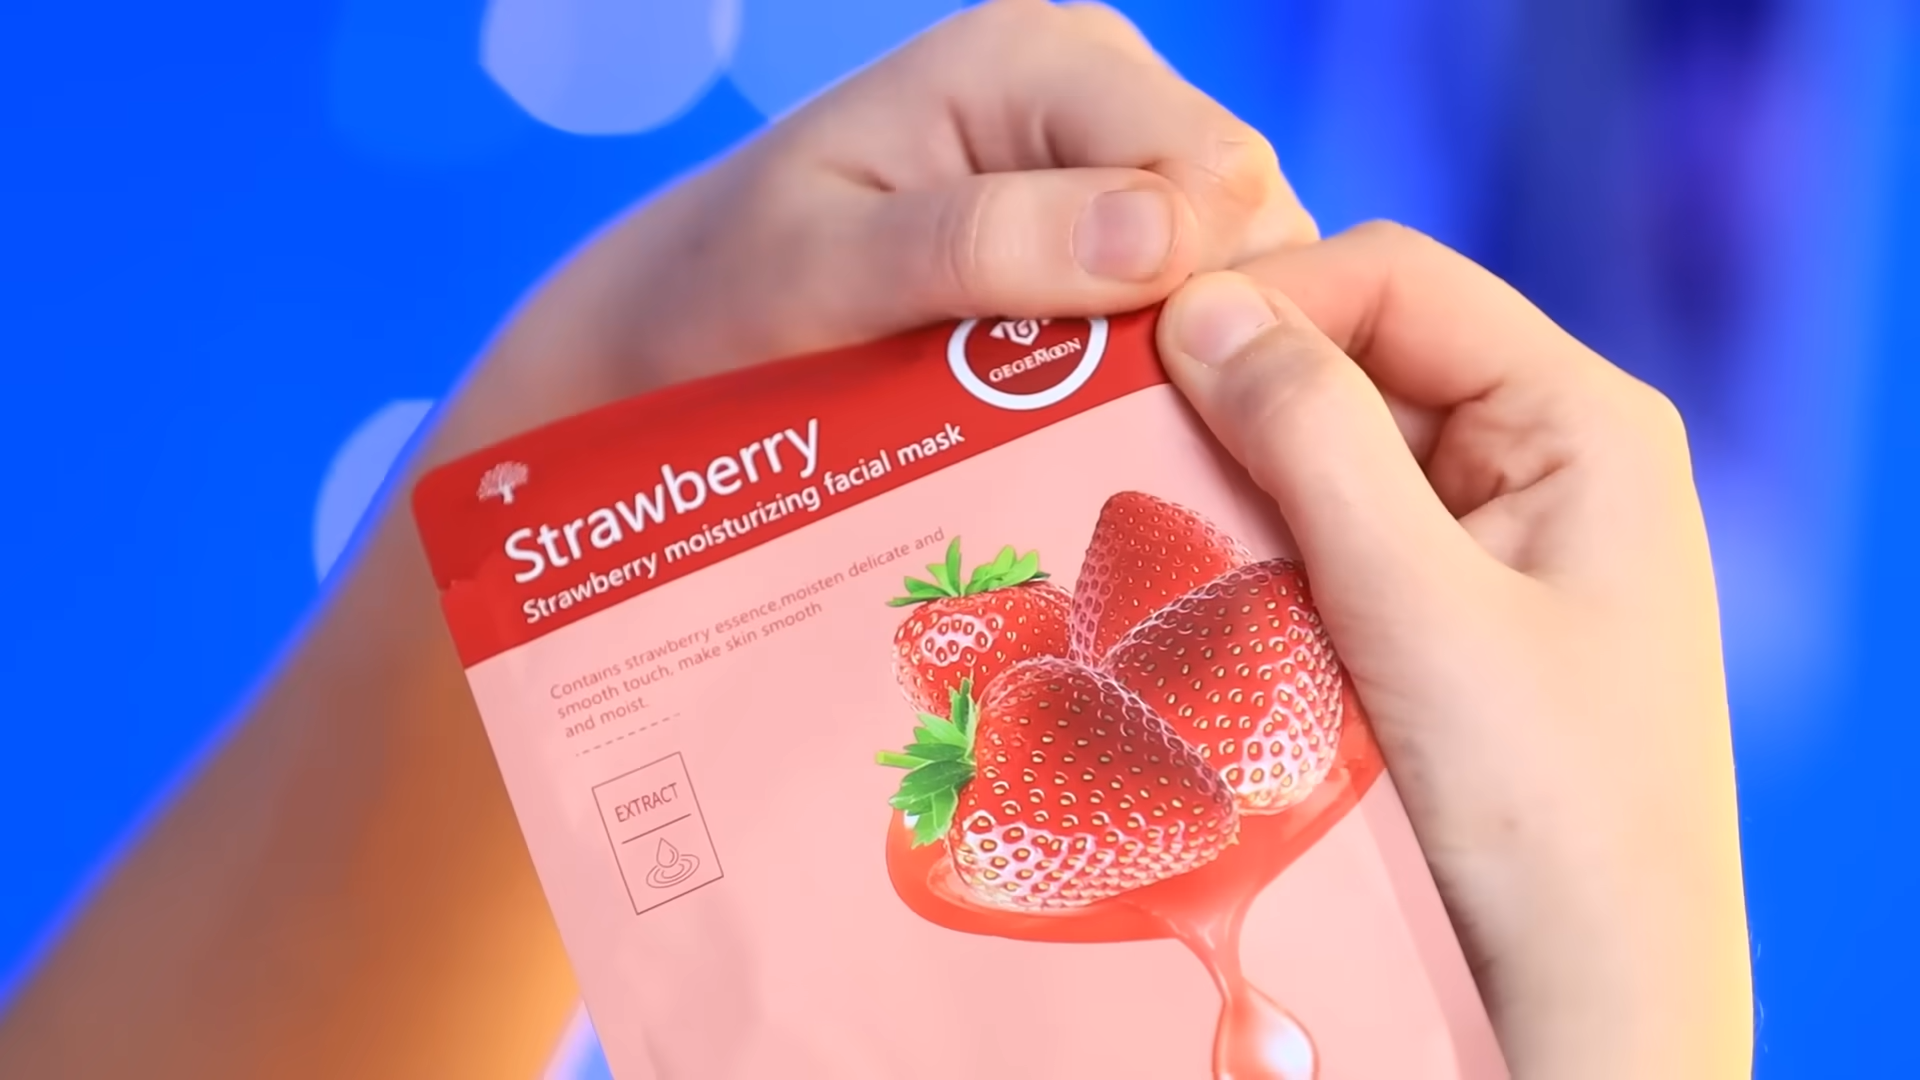 GEGEMOON
Strawberry
Strawberry moisturizing facial mask
Contains strawberry essence,moisten delicate and
smooth touch, make skin smooth
and moist.
EXTRACT